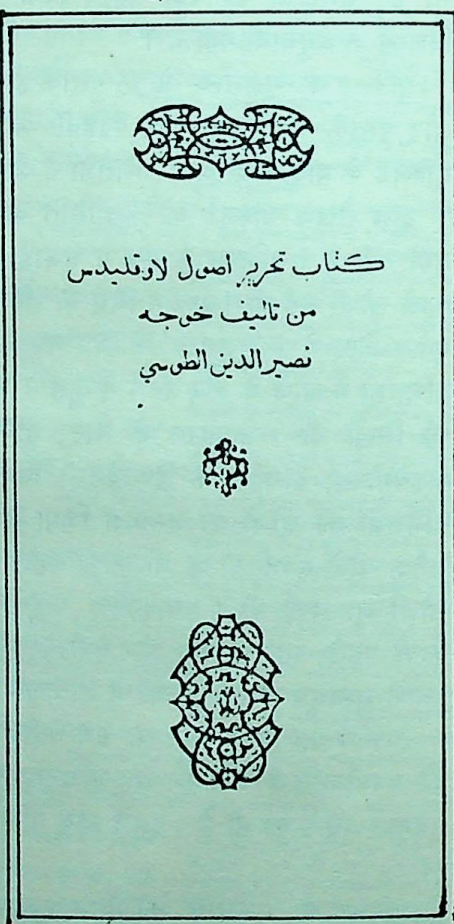 كتاب تحرير اصول لاوقليدس
من تاليف خوجه
نصير الدين الطوسي